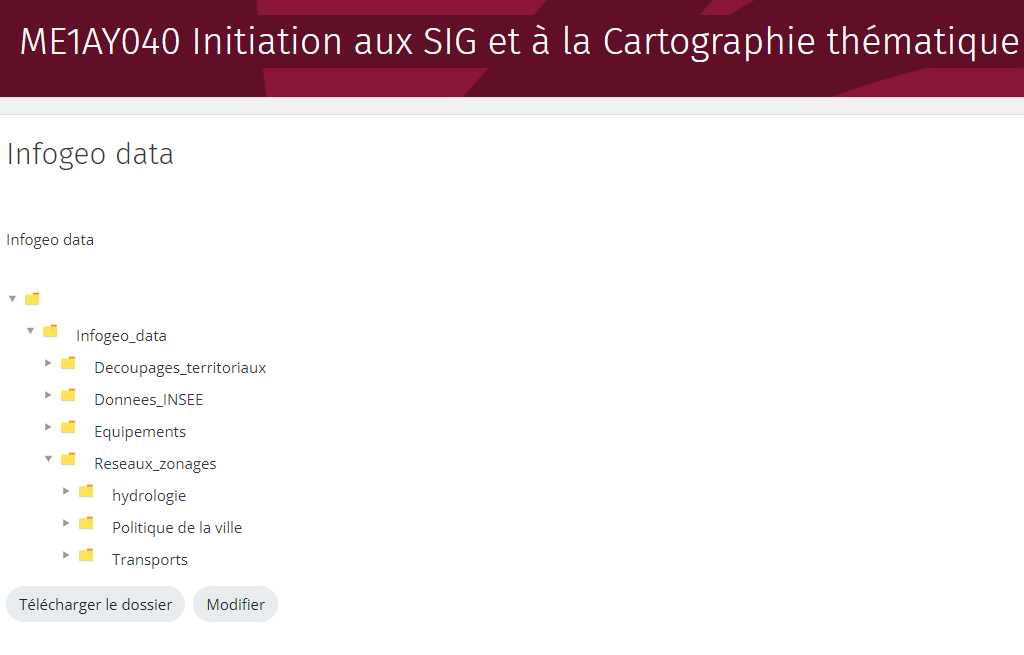 ME1AY040 Initiation aux SIG et à la Cartographie thématique
Infogeo data
Infogeo data
Infogeo_data
Decoupages_territoriaux
Donnees_INSEE
Equipements
Reseaux_zonages
hydrologie
Politique de la ville
Transports
Télécharger le dossier
Modifier